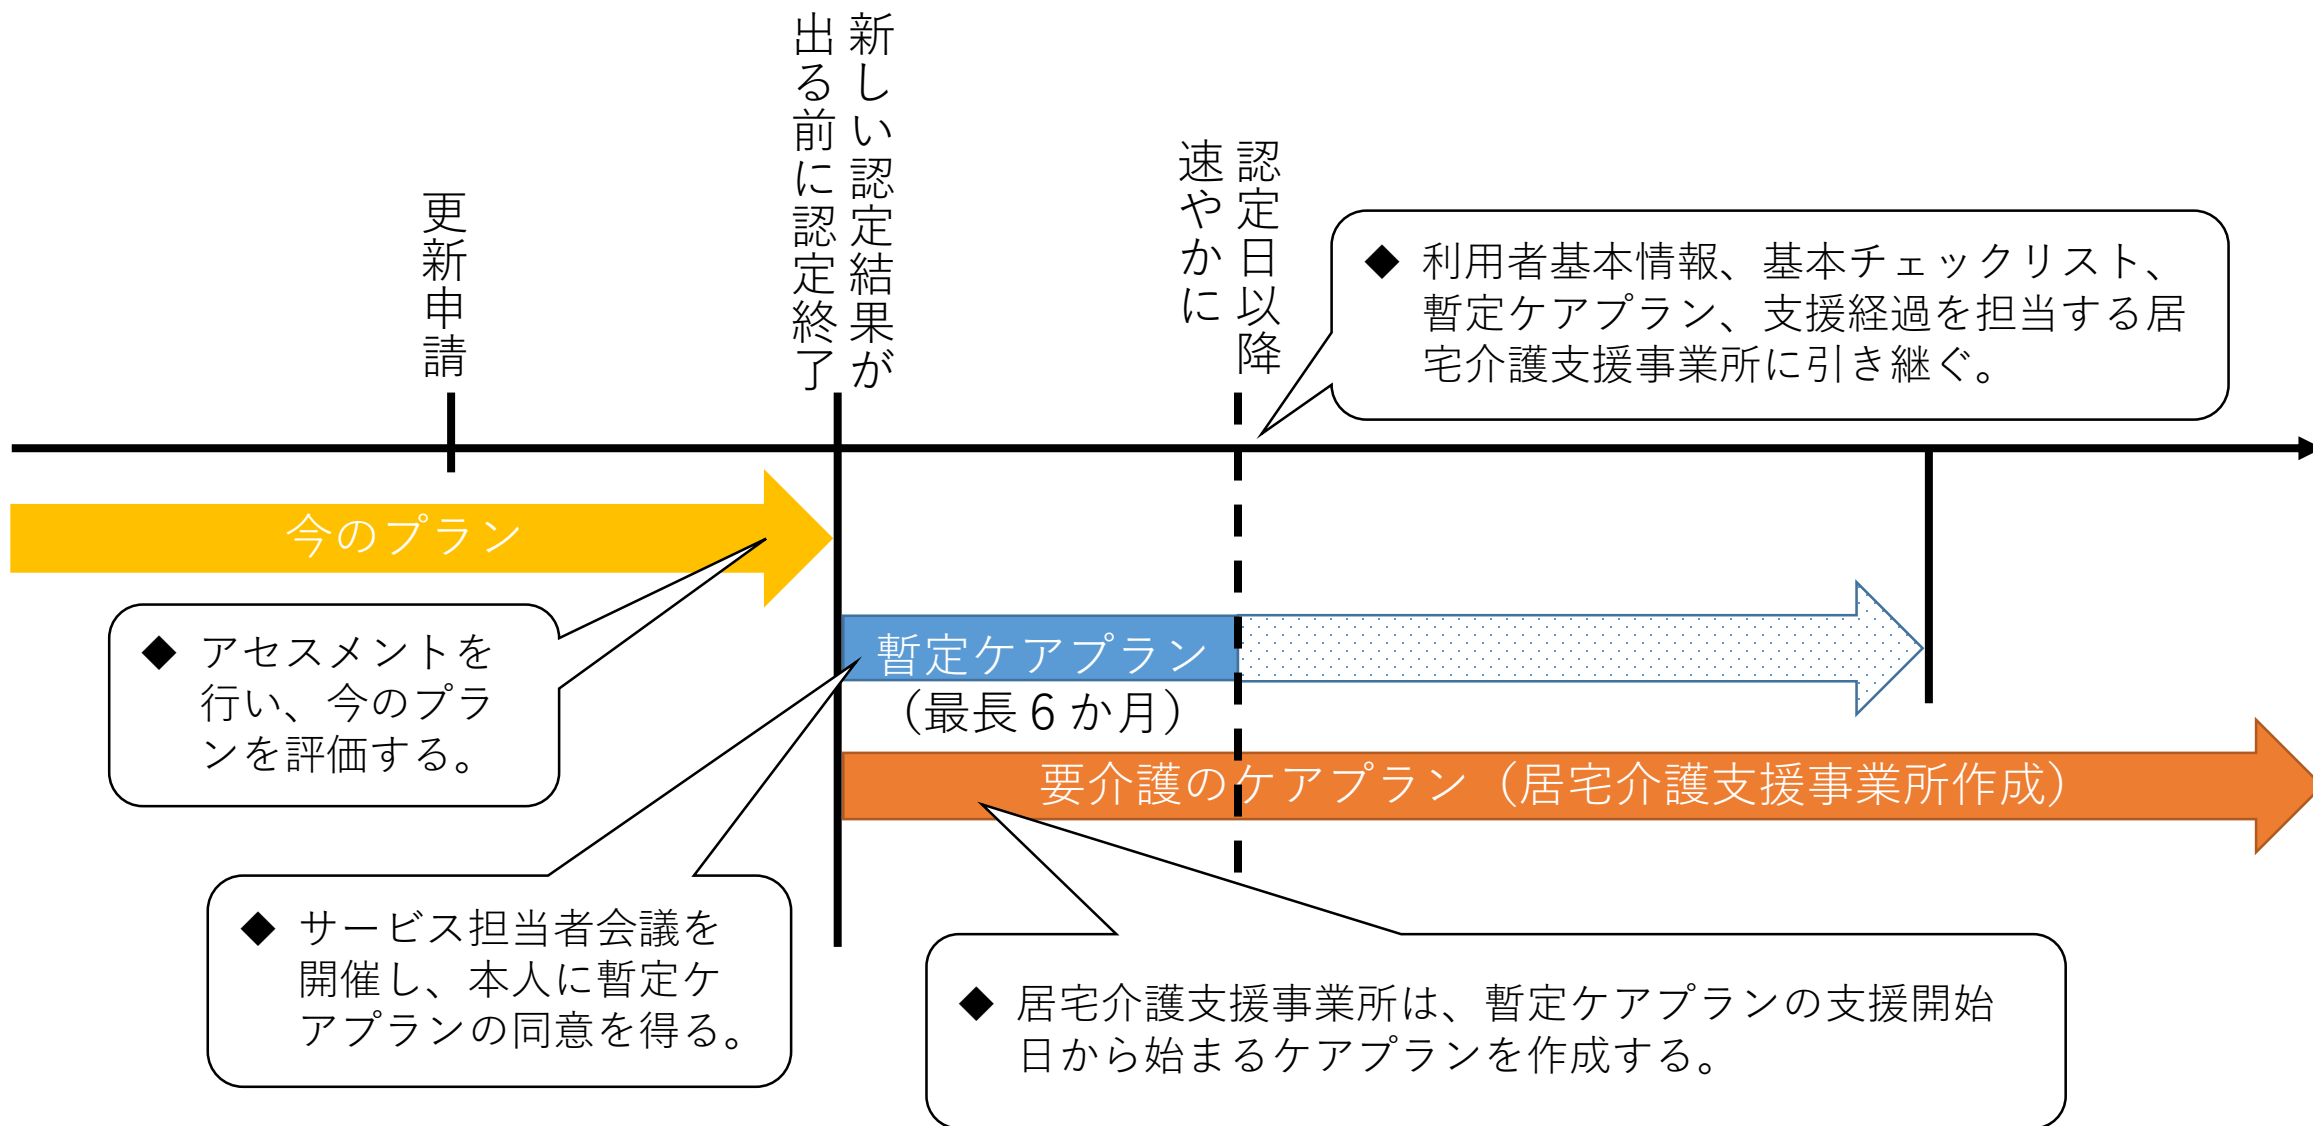 更新申請
新しい認定結果が
出る前に認定終了
認定日以降
速やかに
◆ 利用者基本情報、基本チェックリスト、
暫定ケアプラン、支援経過を担当する居
宅介護支援事業所に引き継ぐ。
今のプラン
◆ アセスメントを
行い、今のプラ
ンを評価する。
暫定ケアプラン
（最長６か月）
要介護のケアプラン（居宅介護支援事業所作成）
◆ サービス担当者会議を
開催し、本人に暫定ケ
アプランの同意を得る。
◆ 居宅介護支援事業所は、暫定ケアプランの支援開始
日から始まるケアプランを作成する。